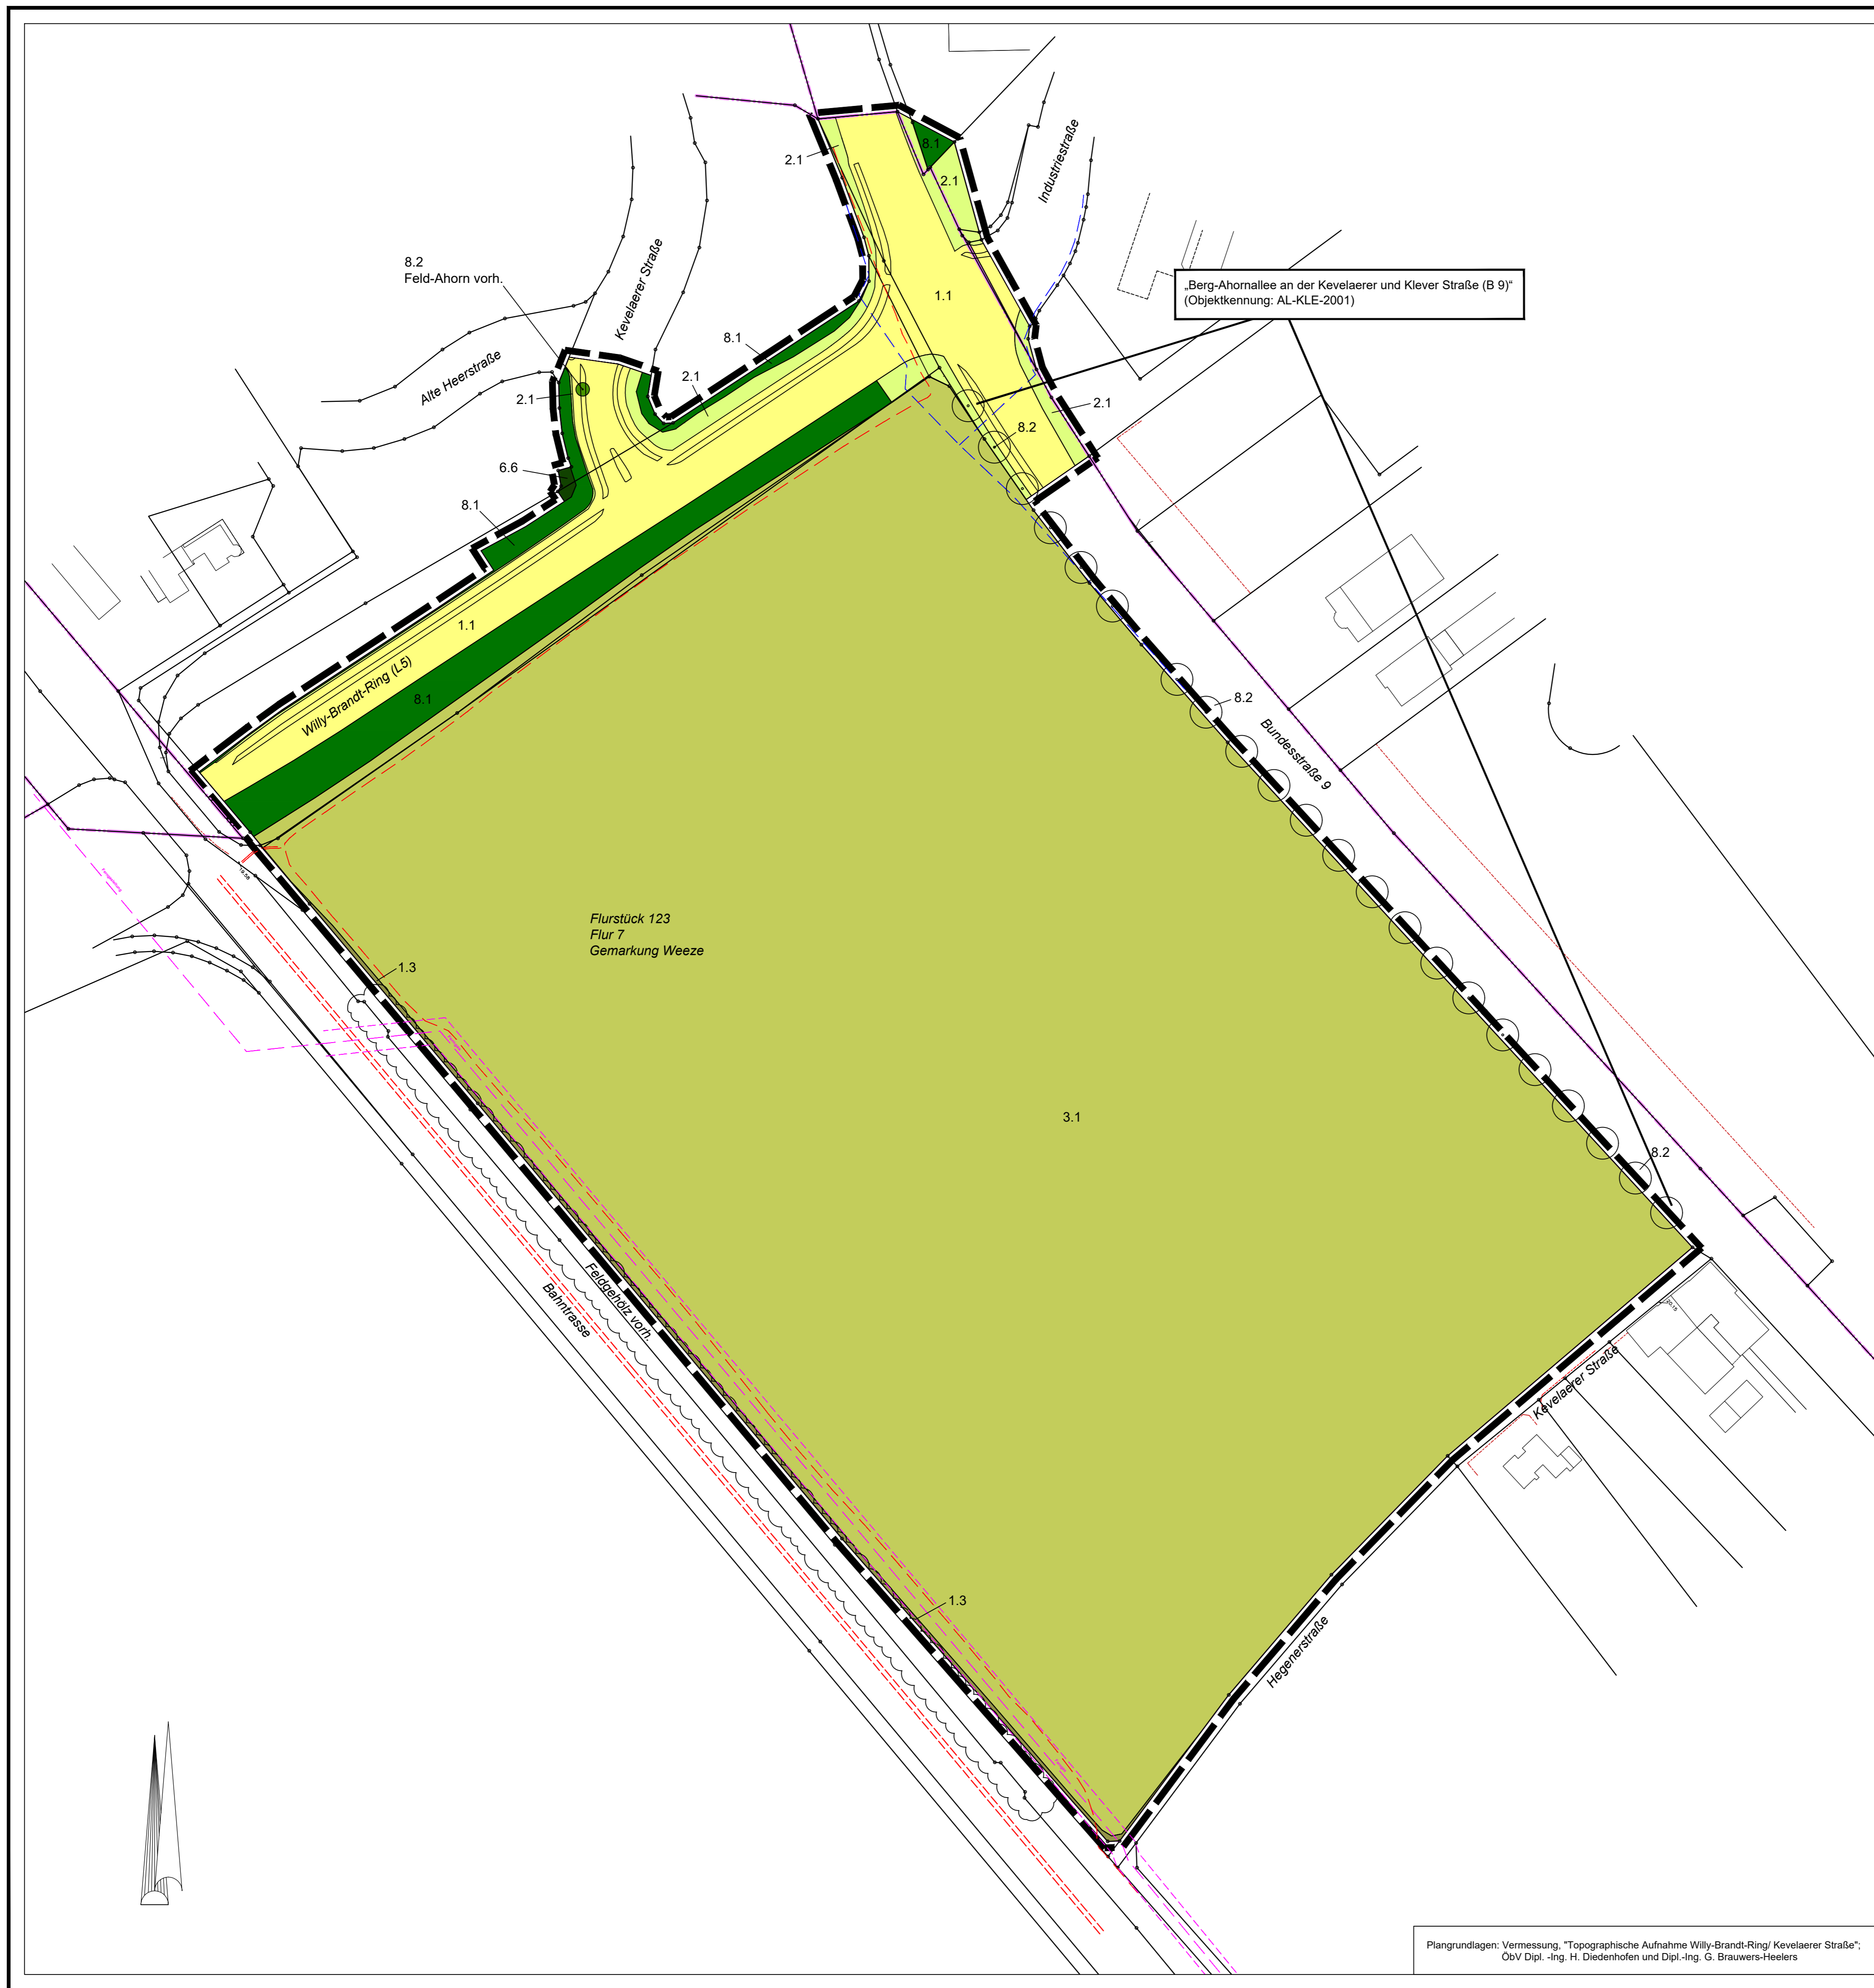 8.1
2.1
2.1
Industriestraße
8.2
Feld-Ahorn vorh.
Kevelaerer Straße
„Berg-Ahornallee an der Kevelaerer und Klever Straße (B 9)“
(Objektkennung: AL-KLE-2001)
1.1
8.1
Alte Heerstraße
2.1
2.1
2.1
8.2
6.6
8.1
1.1
Willy-Brandt-Ring (L5)
8.1
8.2
Bundesstraße 9
19.58
Flurstück 123
Flur 7
Gemarkung Weeze
1.3
3.1
8.2
Feldgehölz vorh.
Bahntrasse
20.15
Kevelaerer Straße
1.3
Hegenerstraße
Plangrundlagen: Vermessung, "Topographische Aufnahme Willy-Brandt-Ring/ Kevelaerer Straße";
ÖbV Dipl. -Ing. H. Diedenhofen und Dipl.-Ing. G. Brauwers-Heelers